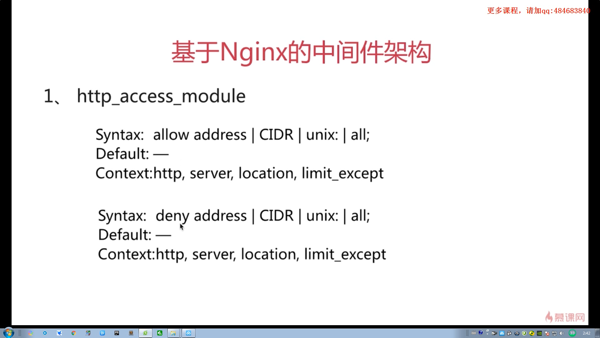 更多课程，请加qq:484683840
基于Nginx的中间件架构
1、 http_access_module
Syntax: allow address | CIDR | unix: | all;
Default: —
Context:http, server, location, limit_except
Syntax: deny address | CIDR | unix: | all;
Default: —
Context:http, server, location, limit_except
慕课网